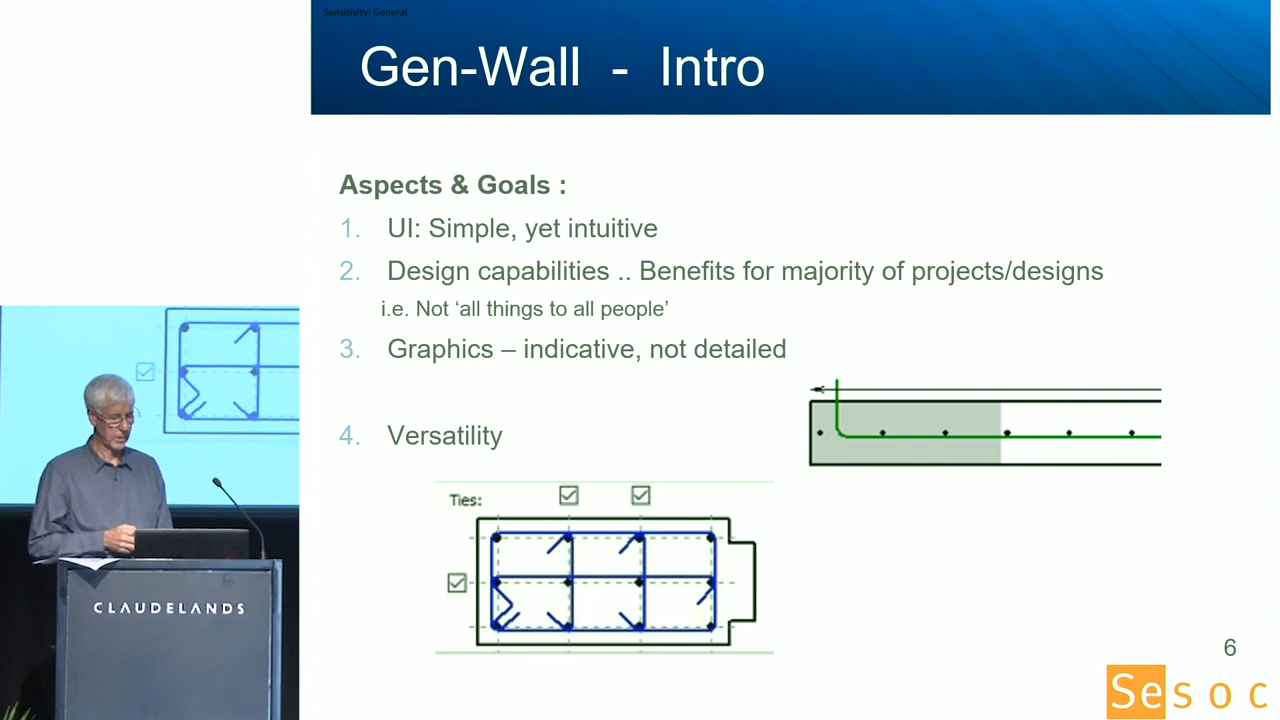 Sensitivity: General
Gen-Wall - Intro
Aspects & Goals :
1. UI: Simple, yet intuitive
2. Design capabilities .. Benefits for majority of projects/designs
i.e. Not ‘all things to all people’
3. Graphics – indicative, not detailed
4. Versatility
Ties:
CLAUDELANDS
6
Sesoc